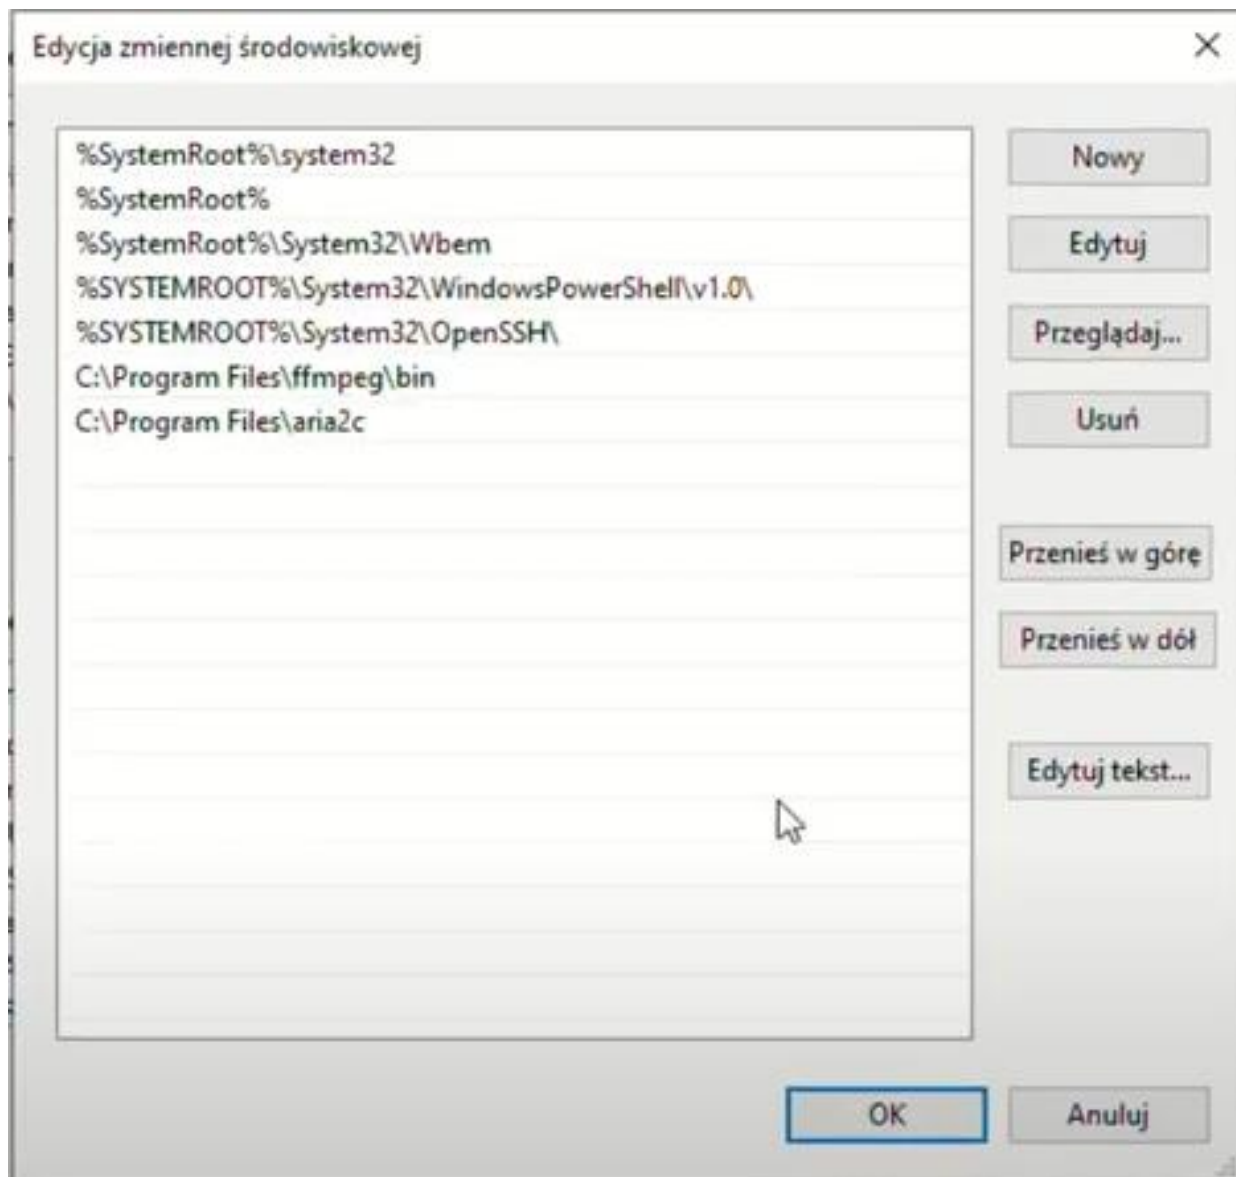 Edycja zmiennej środowiskowej
%SystemRoot%\system32
%SystemRoot%
%SystemRoot%\System32\Wbem
%SYSTEMROOT%\System32\WindowsPowerShell\v1.0\
%SYSTEMROOT%\System32\OpenSSH\
C:\Program Files\ffmpeg\bin
C:\Program Files\aria2c
Nowy
Edytuj
Przeglądaj...
Usuń
Przenieś w górę
Przenieś w dół
Edytuj tekst...
OK
Anuluj